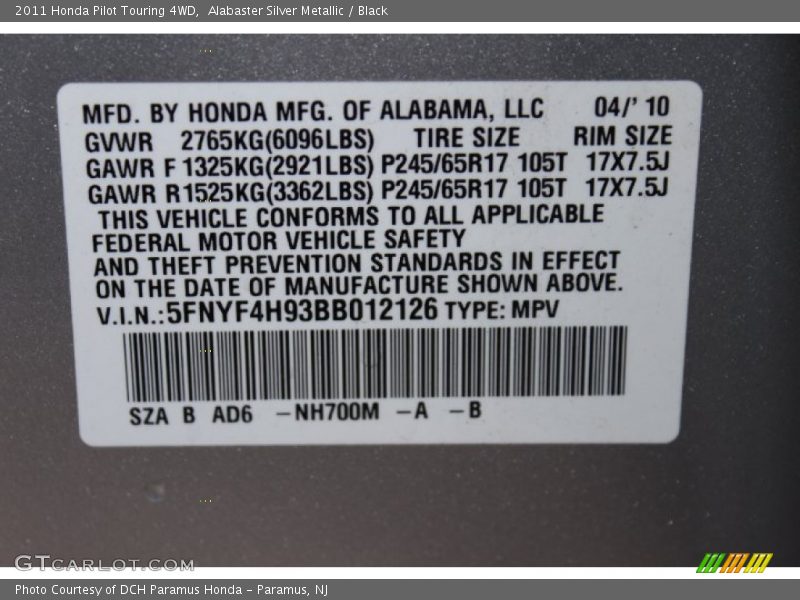 2011 Honda Pilot Touring 4WD, Alabaster Silver Metallic / Black
MFD. BY HONDA MFG. OF ALABAMA, LLC 04/' 10
GVWR 2765KG(6096LBS) TIRE SIZE RIM SIZE
GAWR F 1325KG(2921LBS) P245/65R17 105T 17X7.5J
GAWR R1525KG(3362LBS) P245/65R17 105T 17X7.5J
THIS VEHICLE CONFORMS TO ALL APPLICABLE
FEDERAL MOTOR VEHICLE SAFETY
AND THEFT PREVENTION STANDARDS IN EFFECT
ON THE DATE OF MANUFACTURE SHOWN ABOVE.
V.I.N.:5FNYF4H93BB012126 TYPE: MPV
SZA B AD6 -NH700M -A -B
GTCARLOT.COM
Photo Courtesy of DCH Paramus Honda - Paramus, NJ